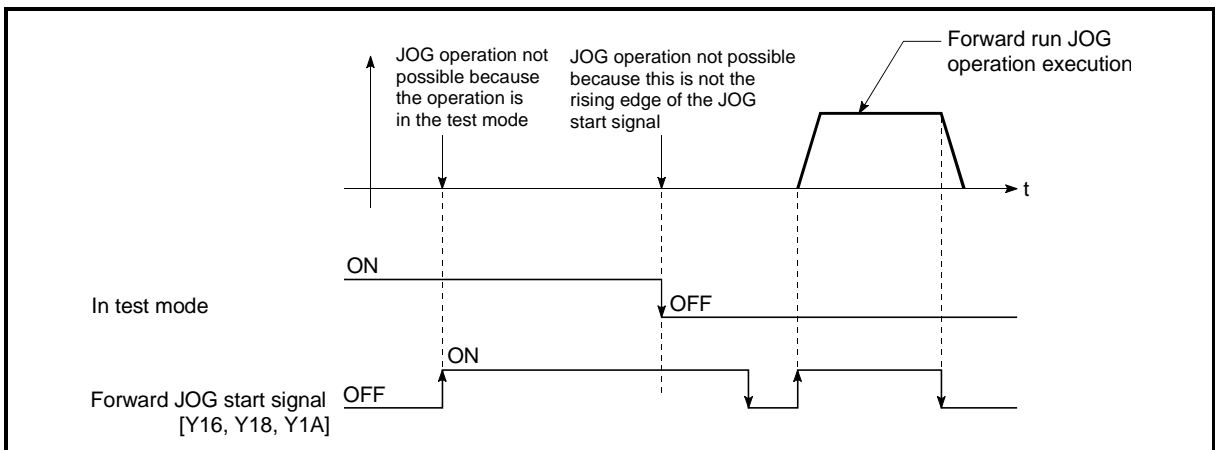 JOG operation not
possible because
the operation is
in the test mode
JOG operation not possible
because this is not the
rising edge of the JOG
start signal
Forward run JOG
operation execution
t
ON
In test mode
OFF
ON
Forward JOG start signal
OFF
[Y16, Y18, Y1A]